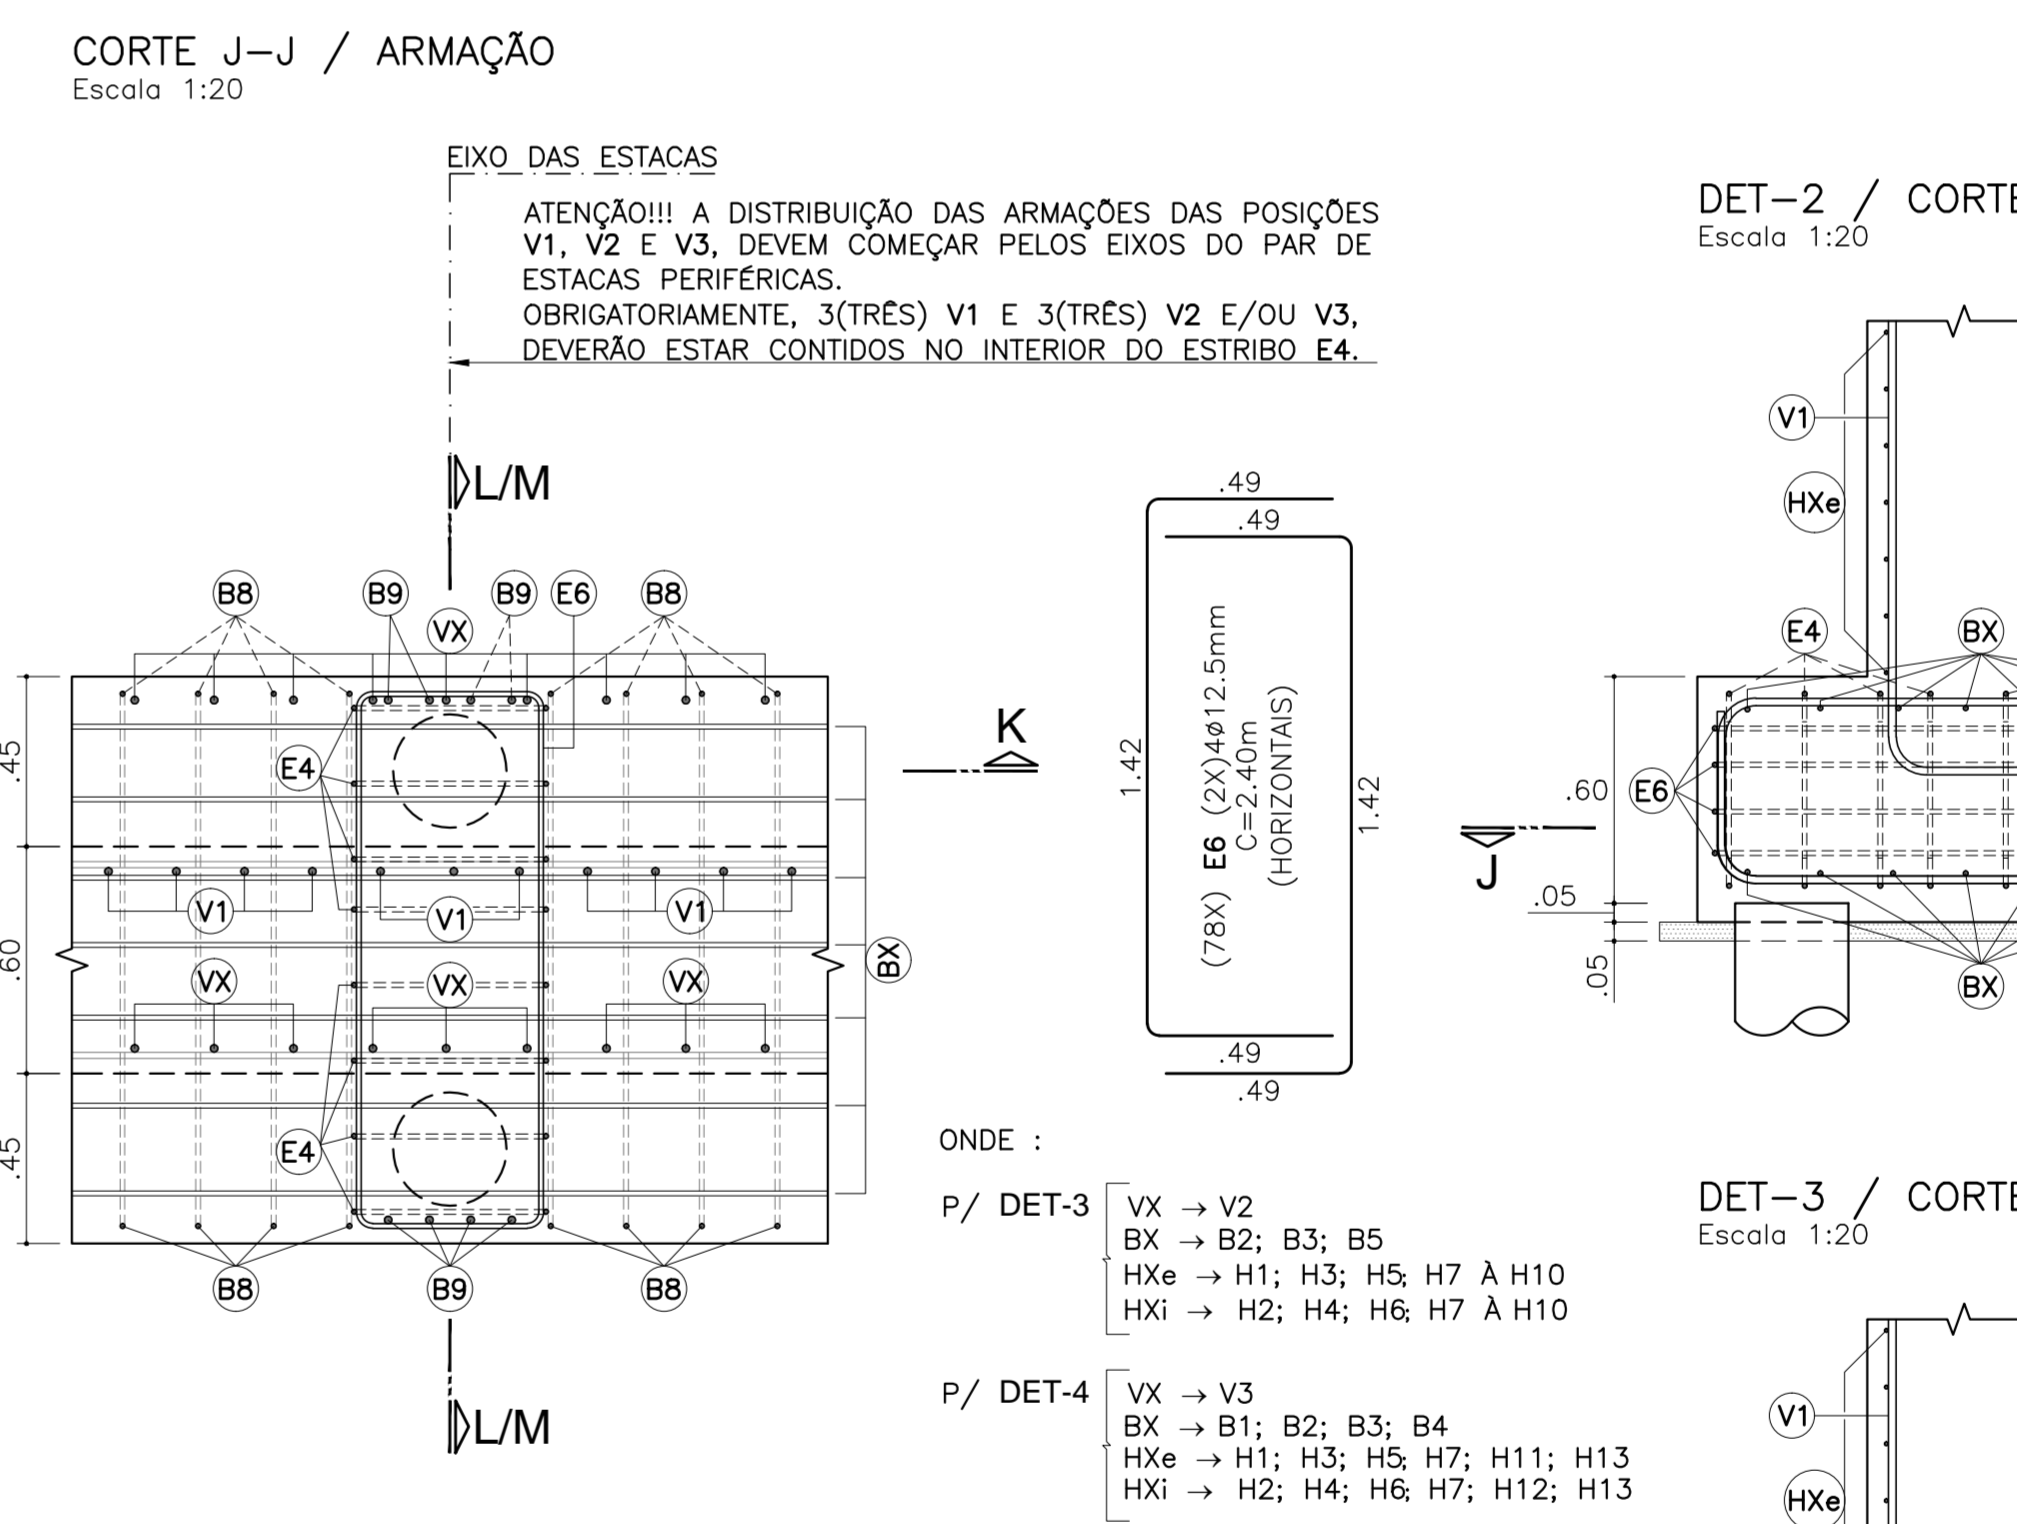 CORTE J-J / ARMAÇÃO
Escala 1:20
EIXO DAS ESTACAS
ATENÇÃO!!! A DISTRIBUIÇÃO DAS ARMAÇÕES DAS POSIÇÕES
V1, V2 E V3, DEVEM COMEÇAR PELOS EIXOS DO PAR DE
ESTACAS PERIFÉRICAS.
OBRIGATORIAMENTE, 3(TRÊS) V1 E 3(TRÊS) V2 E/OU V3,
DEVERÃO ESTAR CONTIDOS NO INTERIOR DO ESTRIBO E4.
L/M
B8
B9
VX
B9
E6
B8
.45
E4
V1
V1
V1
.60
VX
VX
VX
BX
.45
E4
B8
B9
B8
L/M
K
.49
.49
1.42
(78X) E6 (2X)4ø12.5mm
C=2.40m
(HORIZONTAIS)
1.42
.49
.49
ONDE :
P/ DET-3
VX → V2
BX → B2; B3; B5
HXe → H1; H3; H5; H7 À H10
HXi → H2; H4; H6; H7 À H10
P/ DET-4
VX → V3
BX → B1; B2; B3; B4
HXe → H1; H3; H5; H7; H11; H13
HXi → H2; H4; H6; H7; H12; H13
DET-2 / CORTE
Escala 1:20
V1
HXe
E4
BX
.60
E6
J
.05
.05
BX
DET-3 / CORTE
Escala 1:20
V1
HXe